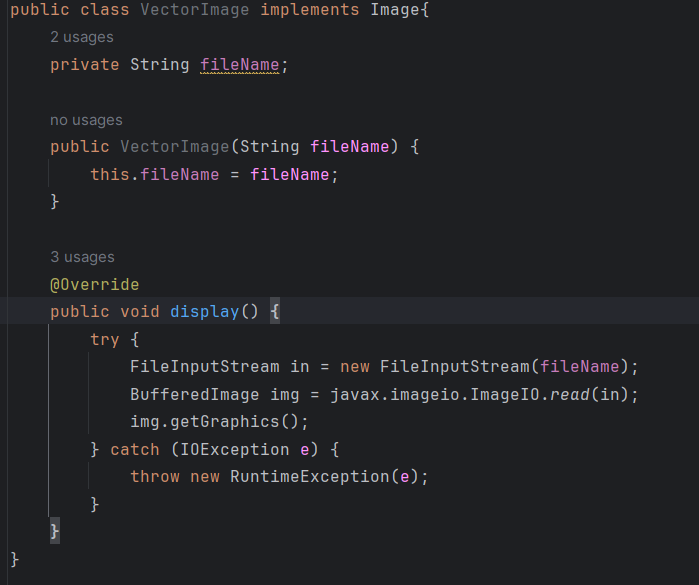 public class VectorImage implements Image{
2 usages
private String fileName;
no usages
public VectorImage(String fileName) {
this.fileName = fileName;
}
3 usages
@Override
public void display() {
try {
FileInputStream in = new FileInputStream(fileName);
BufferedImage img = javax.imageio.ImageIO.read(in);
img.getGraphics();
} catch (IOException e) {
throw new RuntimeException(e);
}
}
}